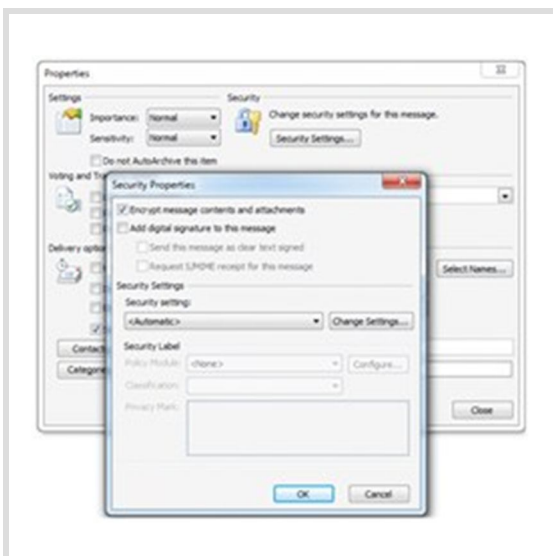 Properties
Settings
Security
Importance: Normal
Change security settings for this message.
Sensitivity: Normal
Security Settings...
Do not AutoArchive this item
Voting and Tr
Security Properties
Encrypt message contents and attachments
Add digital signature to this message
Send this message as clear text signed
Request S/MIME receipt for this message
Delivery option
Select Names...
Security Settings
Security setting:
<Automatic>
Change Settings...
Contact
Security Label
Policy Module: <None>
Configure...
Categorie
Classification:
Privacy Mark:
Close
OK
Cancel